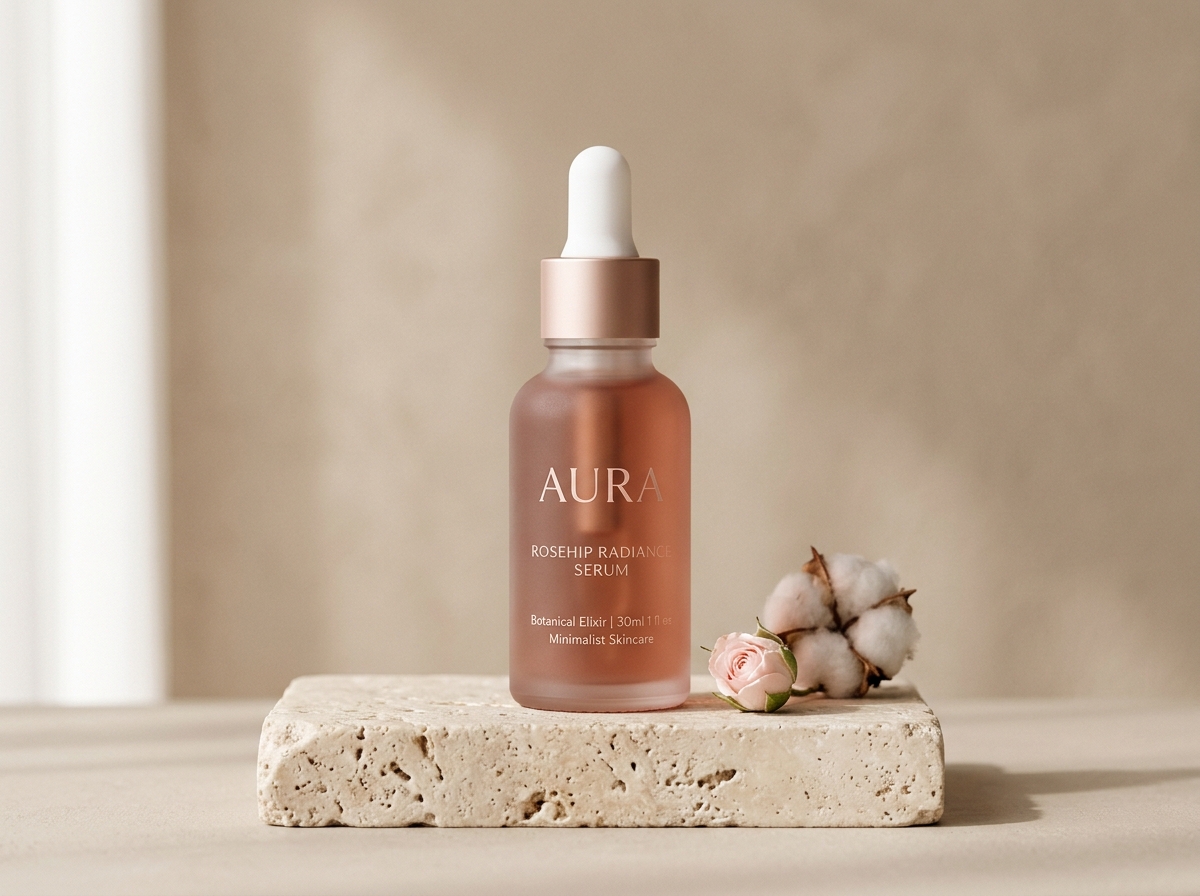 AURA
ROSEHIP RADIANCE
SERUM
Botanical Elixir | 30ml 1 fl oz
Minimalist Skincare